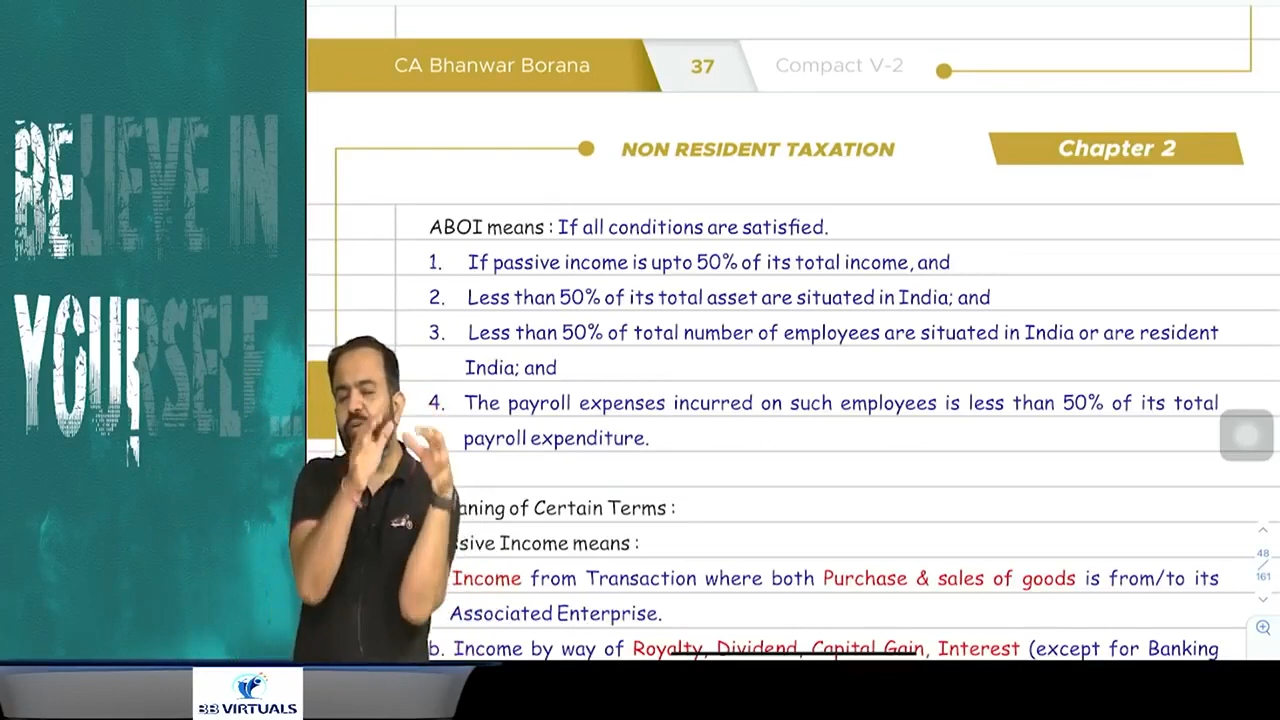 CA Bhanwar Borana
37
Compact V-2
NON RESIDENT TAXATION
Chapter 2
BELIEVE IN
YOURSELF...
ABOI means : If all conditions are satisfied.
1. If passive income is upto 50% of its total income, and
2. Less than 50% of its total asset are situated in India; and
3. Less than 50% of total number of employees are situated in India or are resident
India; and
4. The payroll expenses incurred on such employees is less than 50% of its total
payroll expenditure.
aning of Certain Terms :
ssive Income means :
Income from Transaction where both Purchase & sales of goods is from/to its
Associated Enterprise.
b. Income by way of Royalty, Dividend, Capital Gain, Interest (except for Banking
48
/
161
BB VIRTUALS